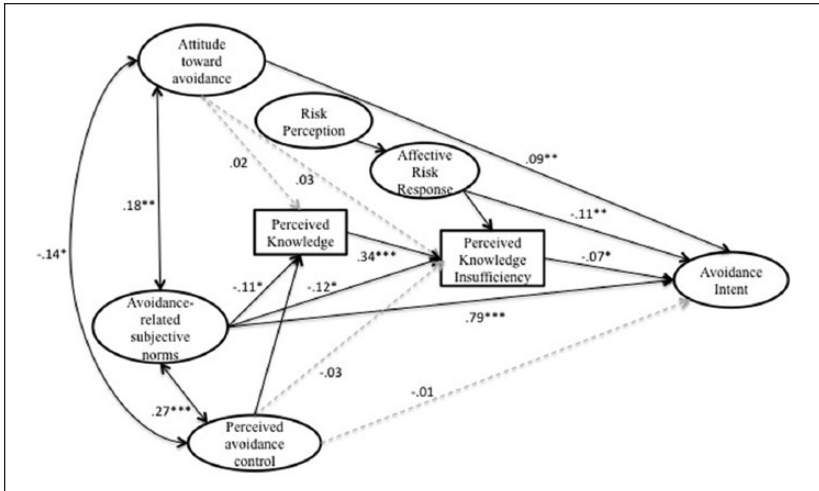 Attitude
toward
avoidance
Risk
Perception
Affective
Risk
Response
.02
.03
.09**
.18**
-.14*
-.11**
Perceived
Knowledge
.34***
Perceived
Knowledge
Insufficiency
-.07*
Avoidance
Intent
-.11*
-.12*
Avoidance-
related
subjective
norms
.79***
-.03
-.01
.27***
Perceived
avoidance
control